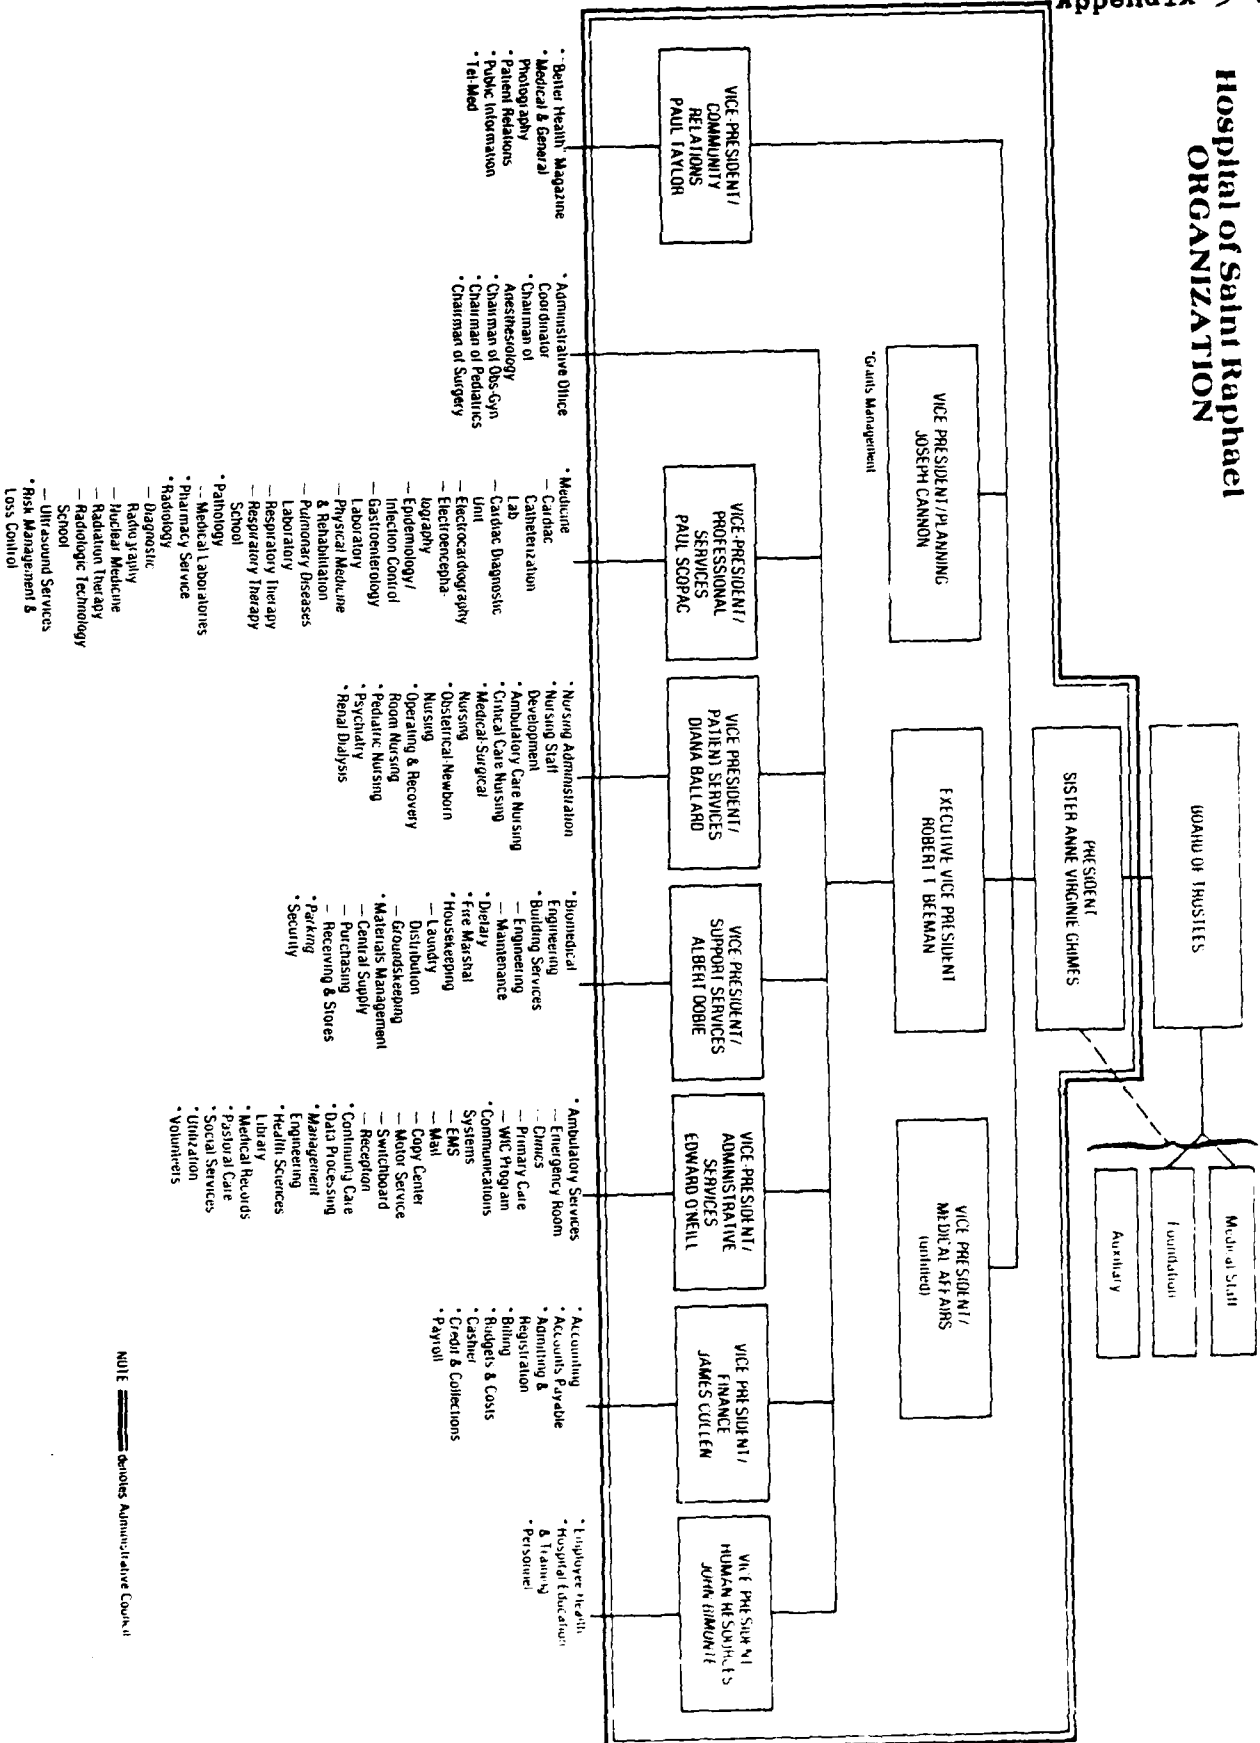 Appendix
Hospital of Saint Raphael
ORGANIZATION
BOARD OF TRUSTEES
Medical Staff
Foundation
Auxiliary
PRESIDENT
SISTER ANNE VIRGINIE GRIMES
VICE PRESIDENT/PLANNING
JOSEPH CANNON
*Grants Management
EXECUTIVE VICE PRESIDENT
ROBERT T BEEMAN
VICE PRESIDENT/
MEDICAL AFFAIRS
(unfilled)
VICE-PRESIDENT/
COMMUNITY
RELATIONS
PAUL TAYLOR
* "Better Health" Magazine
* Medical & General
Photography
* Patient Relations
* Public Information
* Tel-Med
* Administrative Office
Coordinator
* Chairman of
Anesthesiology
* Chairman of Obs-Gyn
* Chairman of Pediatrics
* Chairman of Surgery
VICE-PRESIDENT/
PROFESSIONAL
SERVICES
PAUL SCOPAC
* Medicine
— Cardiac
Catheterization
Lab
— Cardiac Diagnostic
Unit
— Electrocardiography
— Electroencepha-
lography
— Epidemiology/
Infection Control
— Gastroenterology
Laboratory
— Physical Medicine
& Rehabilitation
— Pulmonary Diseases
Laboratory
— Respiratory Therapy
— Respiratory Therapy
School
* Pathology
— Medical Laboratories
* Pharmacy Service
* Radiology
— Diagnostic
Radiography
— Nuclear Medicine
— Radiation Therapy
— Radiologic Technology
School
— Ultrasound Services
* Risk Management &
Loss Control
VICE PRESIDENT/
PATIENT SERVICES
DIANA BALLARD
* Nursing Administration
* Nursing Staff
Development
* Ambulatory Care Nursing
* Critical Care Nursing
* Medical-Surgical
Nursing
* Obstetrical-Newborn
Nursing
* Operating & Recovery
Room Nursing
* Pediatric Nursing
* Psychiatry
* Renal Dialysis
VICE-PRESIDENT/
SUPPORT SERVICES
ALBERT DOBIE
* Biomedical
Engineering
* Building Services
— Engineering
— Maintenance
* Dietary
* Fire Marshal
* Housekeeping
— Laundry
Distribution
— Groundskeeping
* Materials Management
— Central Supply
— Purchasing
— Receiving & Stores
* Parking
* Security
VICE-PRESIDENT/
ADMINISTRATIVE
SERVICES
EDWARD O'NEILL
* Ambulatory Services
— Emergency Room
— Clinics
— Primary Care
— WIC Program
* Communications
Systems
— EMS
— Mail
— Copy Center
— Motor Service
— Switchboard
— Reception
* Continuing Care
* Data Processing
* Management
Engineering
* Health Sciences
Library
* Medical Records
* Pastoral Care
* Social Services
* Utilization
* Volunteers
VICE PRESIDENT/
FINANCE
JAMES CULLEN
* Accounting
* Accounts Payable
* Admitting &
Registration
* Billing
* Budgets & Costs
* Cashier
* Credit & Collections
* Payroll
VICE PRESIDENT
HUMAN RESOURCES
JOHN BIMONTE
* Employee Health
* Hospital Education
& Training
* Personnel
NOTE denotes Administrative Council